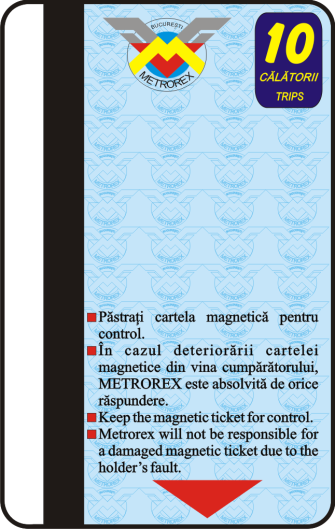 BUCUREȘTI
METROREX
10
CĂLĂTORII
TRIPS
Păstrați cartela magnetică pentru
control.
În cazul deteriorării cartelei
magnetice din vina cumpărătorului,
METROREX este absolvită de orice
răspundere.
Keep the magnetic ticket for control.
Metrorex will not be responsible for
a damaged magnetic ticket due to the
holder's fault.